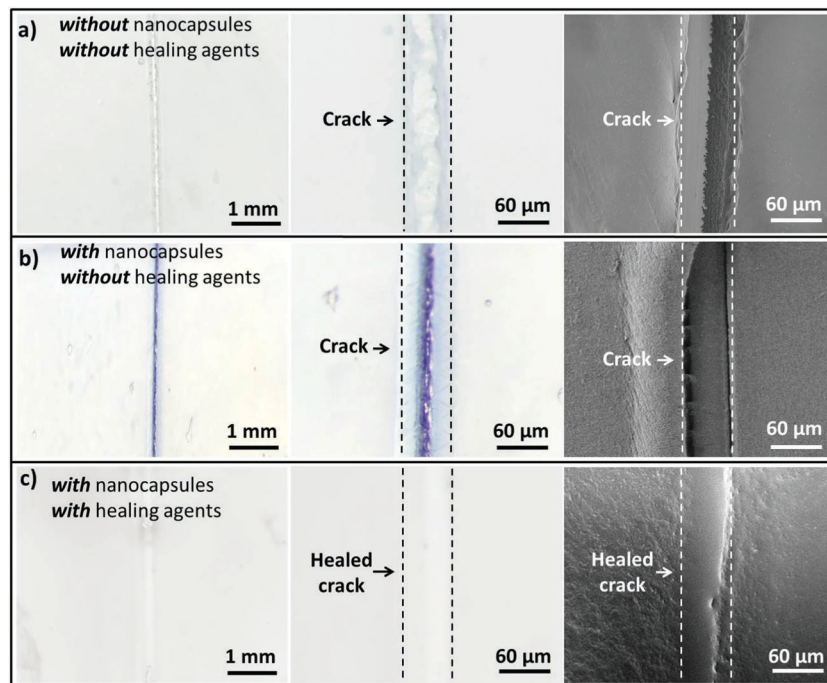 a)
without nanocapsules
without healing agents
1 mm
Crack
60 µm
Crack
60 µm
b)
with nanocapsules
without healing agents
1 mm
Crack
60 µm
Crack
60 µm
c)
with nanocapsules
with healing agents
1 mm
Healed
crack
60 µm
Healed
crack
60 µm